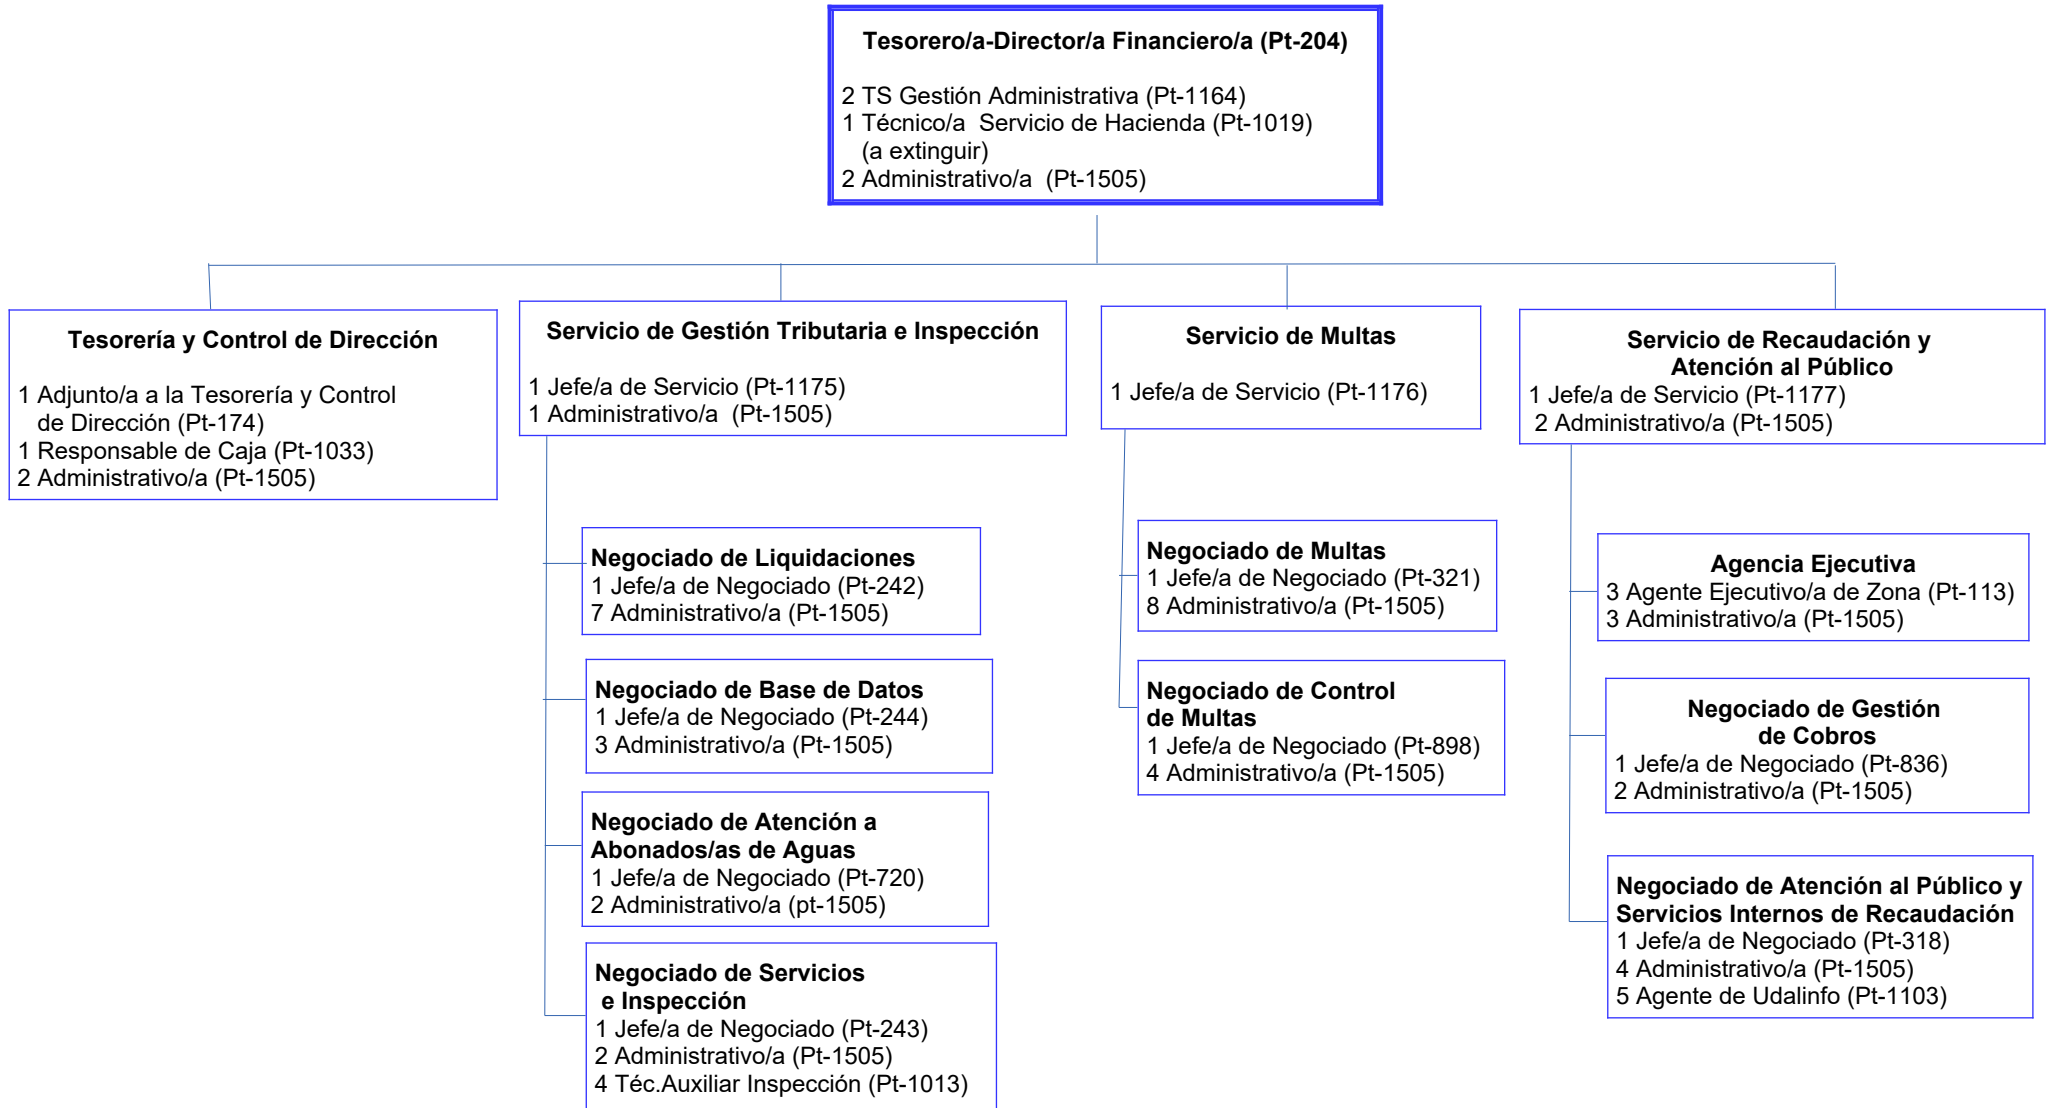 Tesorero/a-Director/a Financiero/a (Pt-204)
2 TS Gestión Administrativa (Pt-1164)
1 Técnico/a  Servicio de Hacienda (Pt-1019)
(a extinguir)
2 Administrativo/a  (Pt-1505)
Tesorería y Control de Dirección
1 Adjunto/a a la Tesorería y Control
de Dirección (Pt-174)
1 Responsable de Caja (Pt-1033)
2 Administrativo/a (Pt-1505)
Servicio de Gestión Tributaria e Inspección
1 Jefe/a de Servicio (Pt-1175)
1 Administrativo/a  (Pt-1505)
Negociado de Liquidaciones
1 Jefe/a de Negociado (Pt-242)
7 Administrativo/a (Pt-1505)
Negociado de Base de Datos
1 Jefe/a de Negociado (Pt-244)
3 Administrativo/a (Pt-1505)
Negociado de Atención a
Abonados/as de Aguas
1 Jefe/a de Negociado (Pt-720)
2 Administrativo/a (pt-1505)
Negociado de Servicios
e Inspección
1 Jefe/a de Negociado (Pt-243)
2 Administrativo/a (Pt-1505)
4 Téc.Auxiliar Inspección (Pt-1013)
Servicio de Multas
1 Jefe/a de Servicio (Pt-1176)
Negociado de Multas
1 Jefe/a de Negociado (Pt-321)
8 Administrativo/a (Pt-1505)
Negociado de Control
de Multas
1 Jefe/a de Negociado (Pt-898)
4 Administrativo/a (Pt-1505)
Servicio de Recaudación y
Atención al Público
1 Jefe/a de Servicio (Pt-1177)
2 Administrativo/a (Pt-1505)
Agencia Ejecutiva
3 Agente Ejecutivo/a de Zona (Pt-113)
3 Administrativo/a (Pt-1505)
Negociado de Gestión
de Cobros
1 Jefe/a de Negociado (Pt-836)
2 Administrativo/a (Pt-1505)
Negociado de Atención al Público y
Servicios Internos de Recaudación
1 Jefe/a de Negociado (Pt-318)
4 Administrativo/a (Pt-1505)
5 Agente de Udalinfo (Pt-1103)